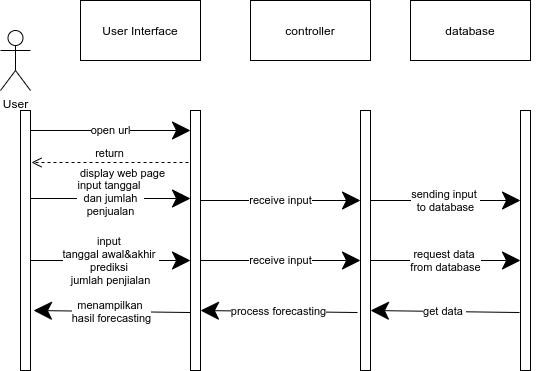 User Interface
controller
database
User
open url
return
display web page
input tanggal
dan jumlah
penjualan
receive input
sending input
to database
input
tanggal awal&akhir
prediksi
jumlah penjialan
receive input
request data
from database
menampilkan
hasil forecasting
process forecasting
get data